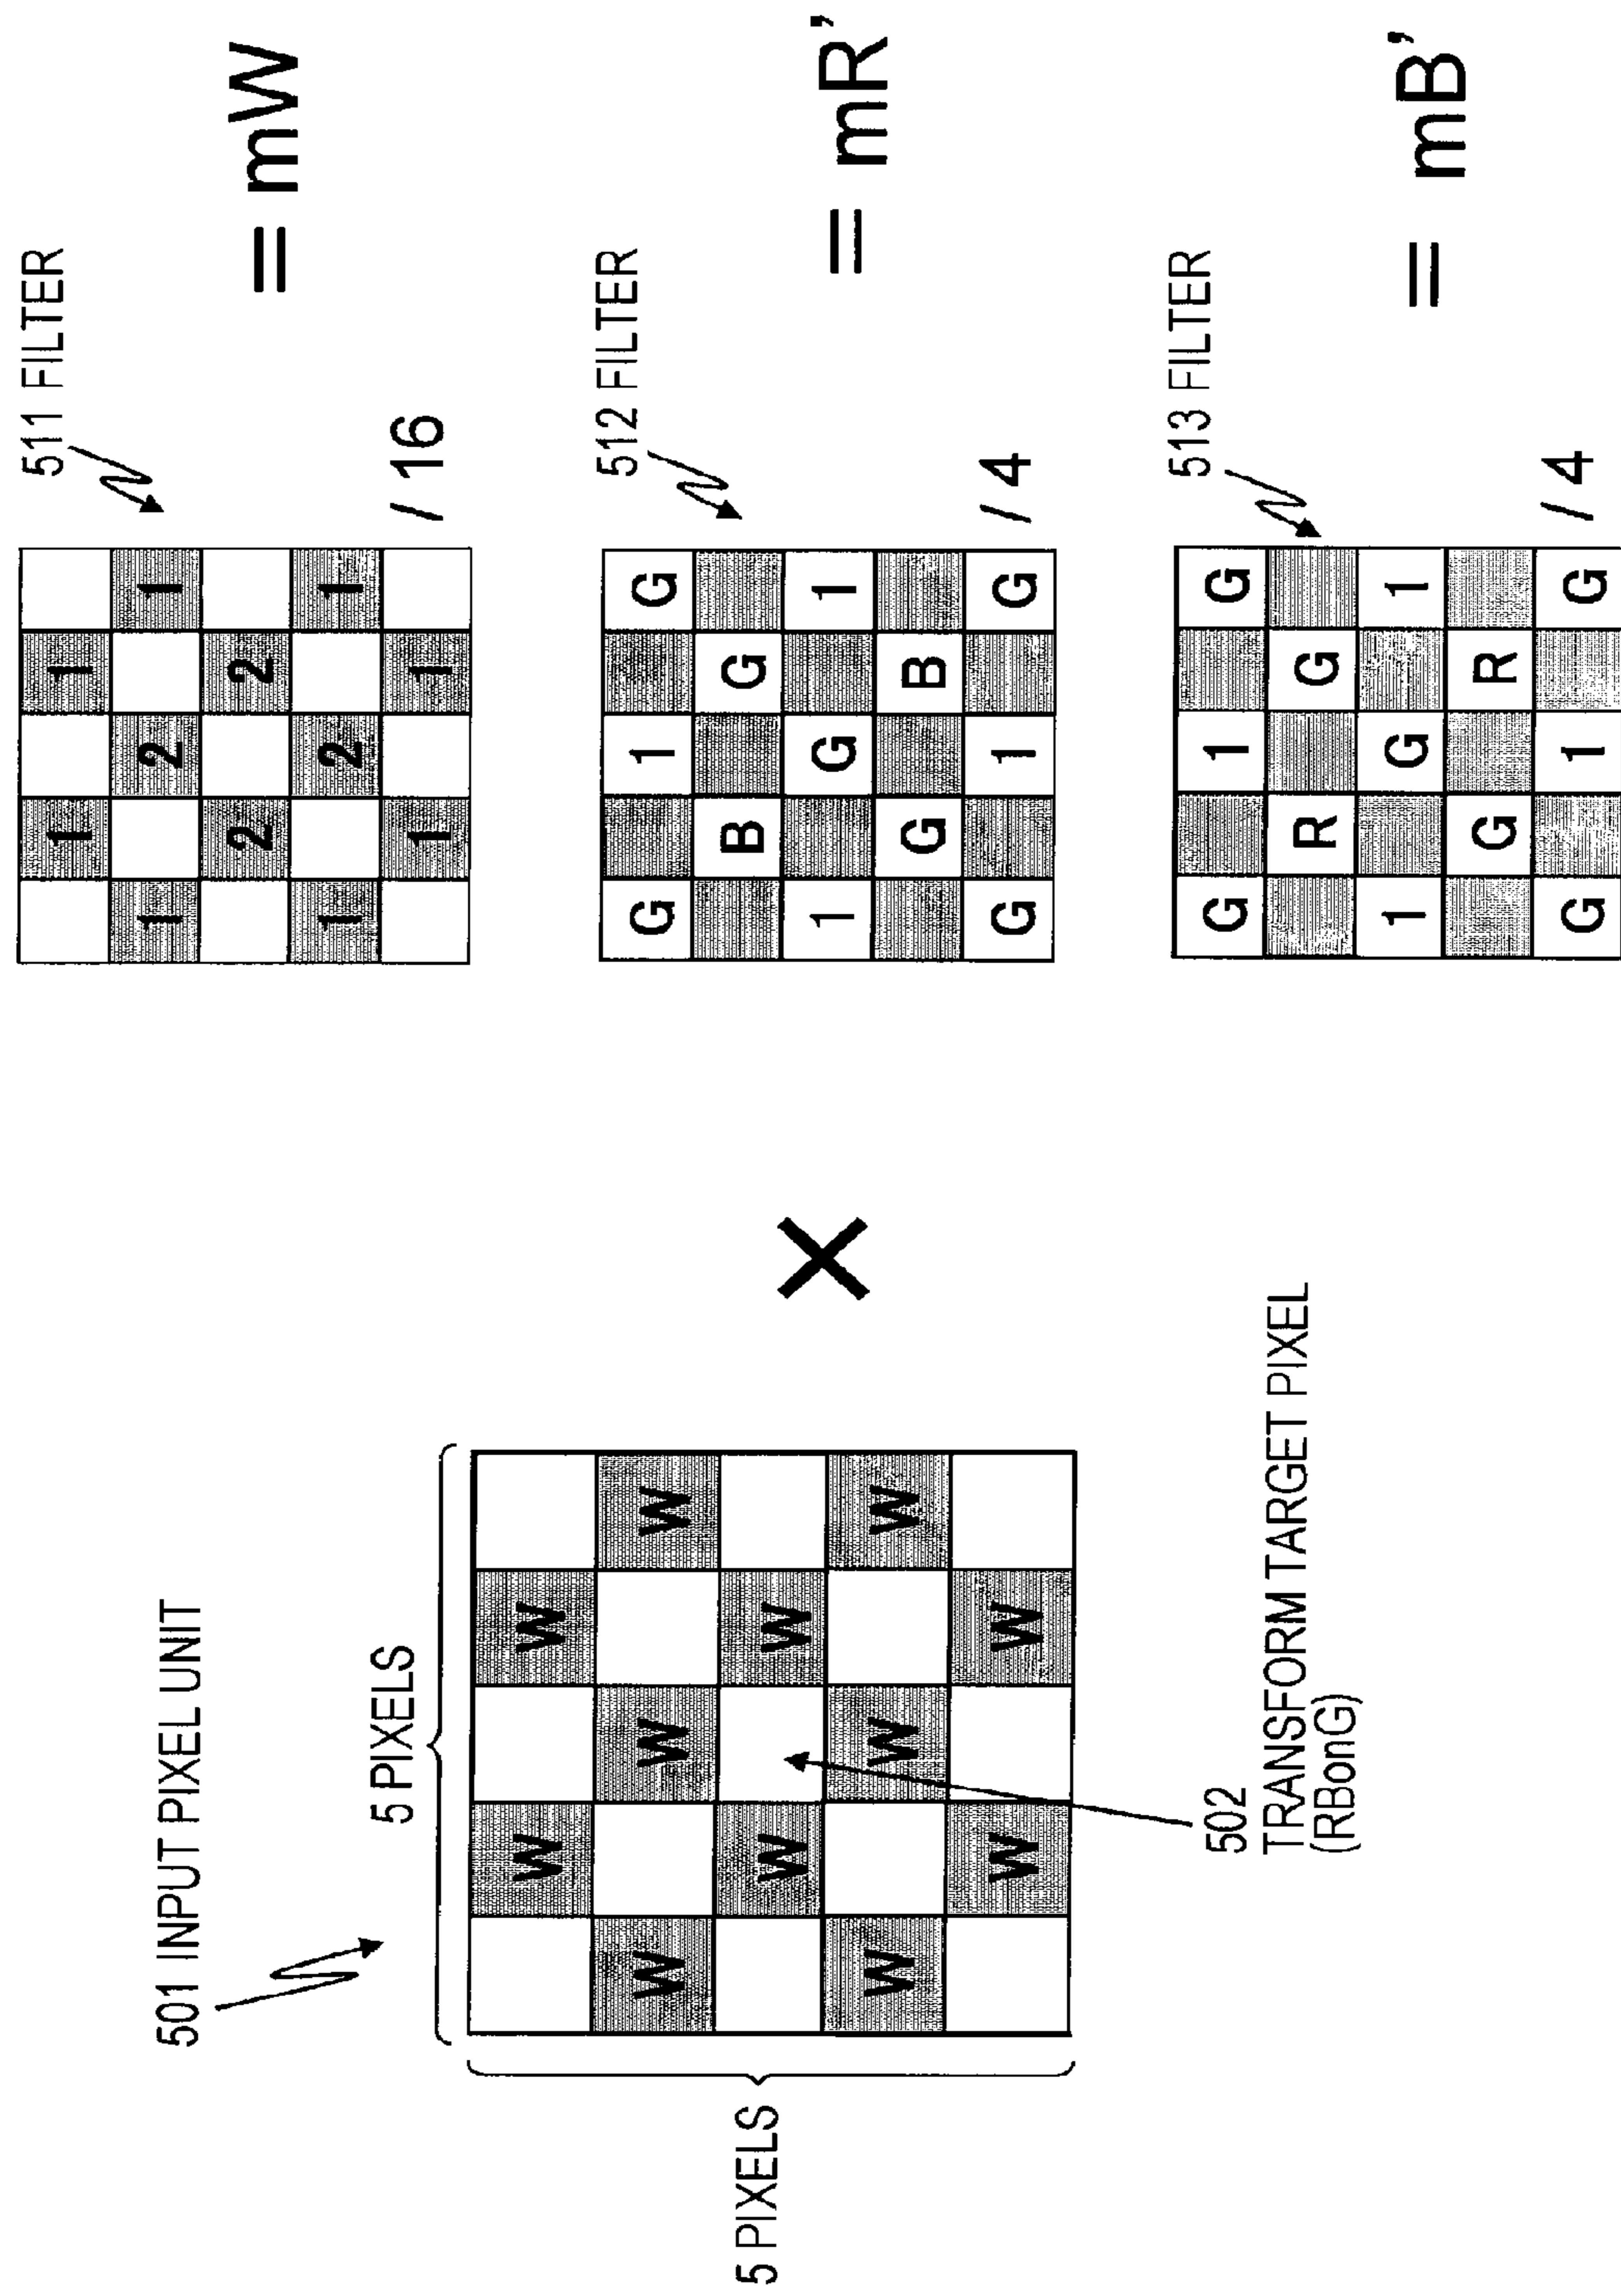 501 INPUT PIXEL UNIT
5 PIXELS
5 PIXELS
W W
W W W
W W
W W W
W W
502
TRANSFORM TARGET PIXEL
(RBonG)
×
511 FILTER
1 1
1 2 1
2 2
1 2 1
1 1
/ 16
= mW
512 FILTER
G 1 G
B G
1 G 1
G B
G 1 G
/ 4
= mR’
513 FILTER
G 1 G
R G
1 G 1
G R
G 1 G
/ 4
= mB’